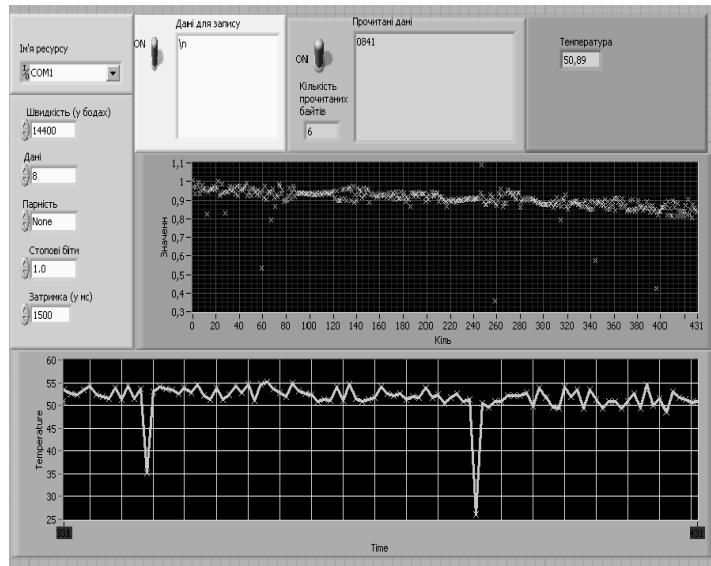 Ім'я ресурсу
COM1
Дані для запису
ON
\n
Прочитані дані
ON
0841
Кількість
прочитаних
байтів
6
Температура
50,89
Швидкість (у бодах)
14400
Дані
8
Парність
None
Стопові біти
1.0
Затримка (у мс)
1500
Значенн
1,1
1
0,9
0,8
0,7
0,6
0,5
0,4
0,3
0 20 40 60 80 100 120 140 160 180 200 220 240 260 280 300 320 340 360 380 400 431
Кіль
Temperature
60
55
50
45
40
35
30
25
331 431
Time